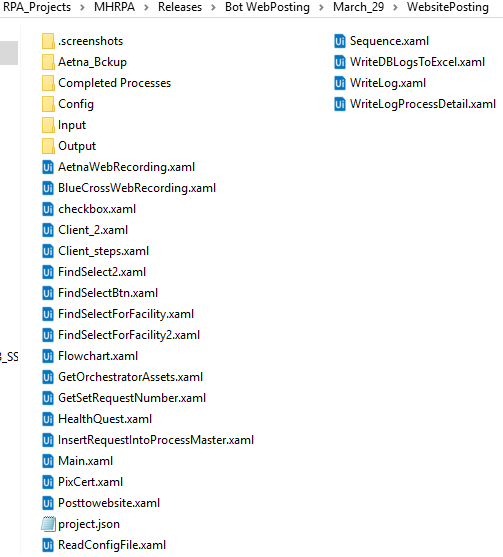 RPA_Projects > MHRPA > Releases > Bot WebPosting > March_29 > WebsitePosting
.screenshots
Aetna_Bckup
Completed Processes
Config
Input
Output
AetnaWebRecording.xaml
BlueCrossWebRecording.xaml
checkbox.xaml
Client_2.xaml
Client_steps.xaml
FindSelect2.xaml
FindSelectBtn.xaml
FindSelectForFacility.xaml
FindSelectForFacility2.xaml
Flowchart.xaml
GetOrchestratorAssets.xaml
GetSetRequestNumber.xaml
HealthQuest.xaml
InsertRequestIntoProcessMaster.xaml
Main.xaml
PixCert.xaml
Posttowebsite.xaml
project.json
ReadConfigFile.xaml
Sequence.xaml
WriteDBLogsToExcel.xaml
WriteLog.xaml
WriteLogProcessDetail.xaml
_SS